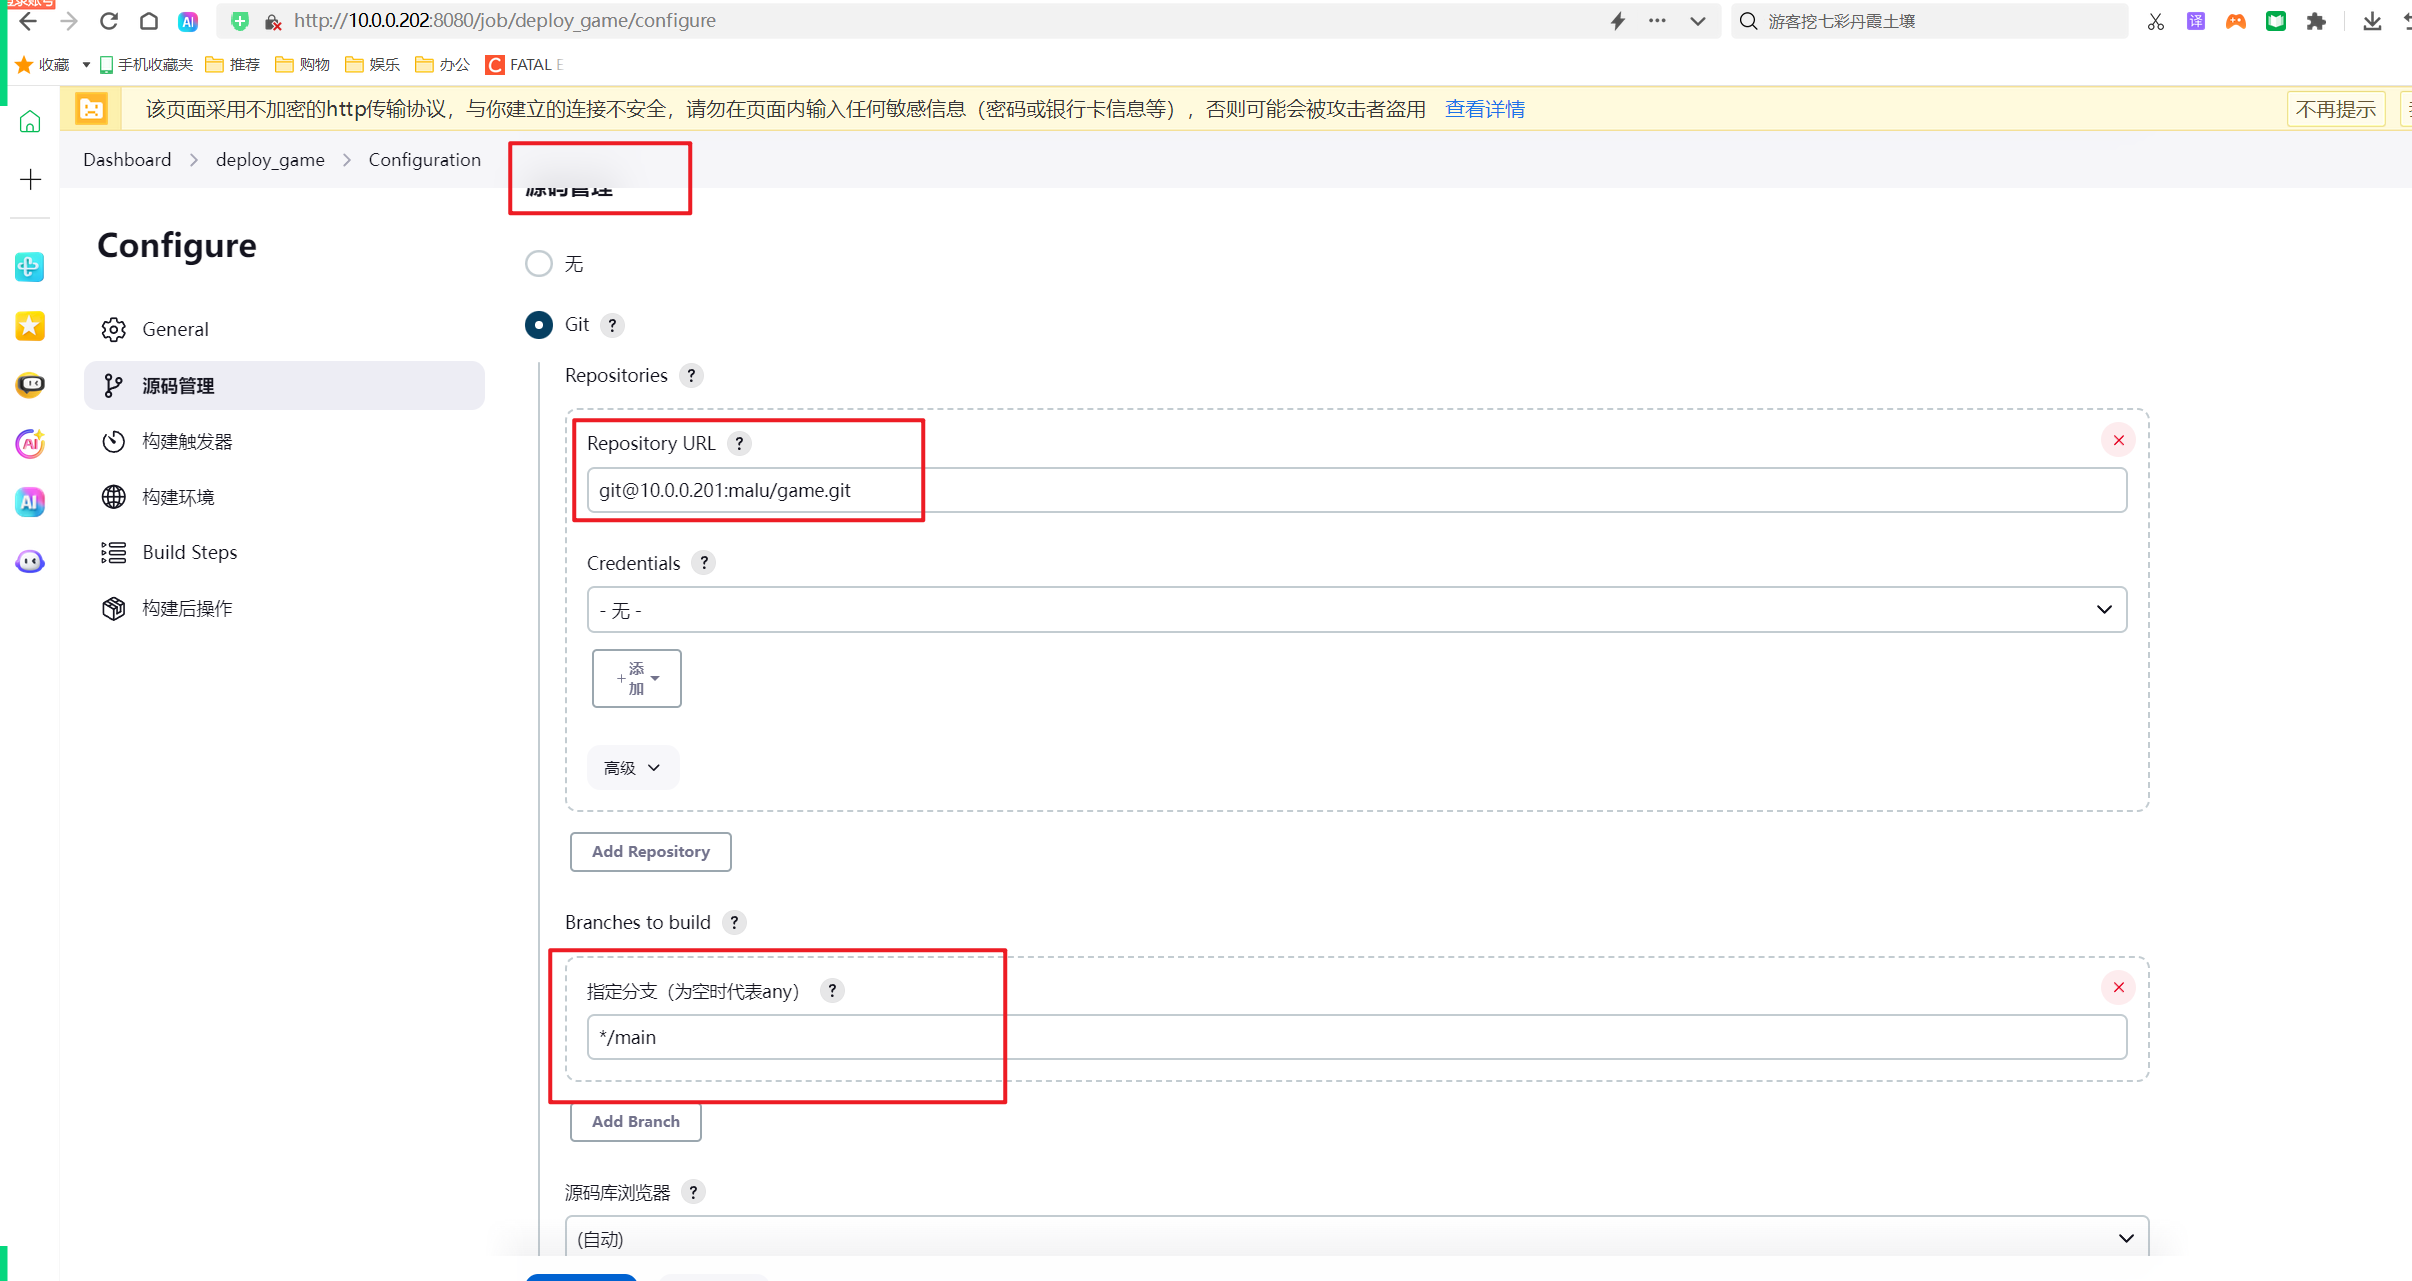 http://10.0.0.202:8080/job/deploy_game/configure
游客挖七彩丹霞土壤
译
AI
收藏
手机收藏夹
推荐
购物
娱乐
办公
C
FATAL E
该页面采用不加密的http传输协议，与你建立的连接不安全，请勿在页面内输入任何敏感信息（密码或银行卡信息等），否则可能会被攻击者盗用 查看详情
不再提示
Dashboard > deploy_game > Configuration
源码管理
Configure
General
源码管理
构建触发器
构建环境
Build Steps
构建后操作
AI
AI
无
Git ?
Repositories ?
Repository URL ?
git@10.0.0.201:malu/game.git
Credentials ?
- 无 -
+添加
高级
Add Repository
Branches to build ?
指定分支（为空时代表any） ?
*/main
Add Branch
源码库浏览器 ?
(自动)